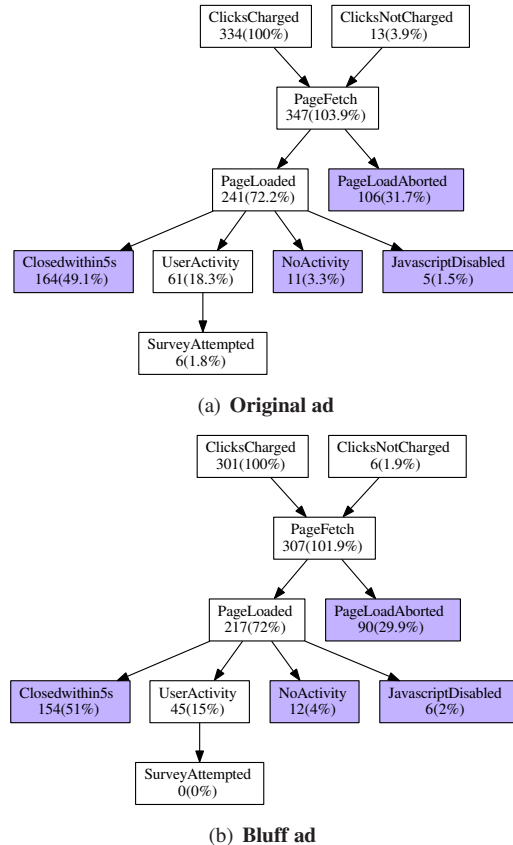 ClicksCharged
334(100%)
ClicksNotCharged
13(3.9%)
PageFetch
347(103.9%)
PageLoaded
241(72.2%)
PageLoadAborted
106(31.7%)
Closedwithin5s
164(49.1%)
UserActivity
61(18.3%)
NoActivity
11(3.3%)
JavascriptDisabled
5(1.5%)
SurveyAttempted
6(1.8%)
(a) Original ad
ClicksCharged
301(100%)
ClicksNotCharged
6(1.9%)
PageFetch
307(101.9%)
PageLoaded
217(72%)
PageLoadAborted
90(29.9%)
Closedwithin5s
154(51%)
UserActivity
45(15%)
NoActivity
12(4%)
JavascriptDisabled
6(2%)
SurveyAttempted
0(0%)
(b) Bluff ad